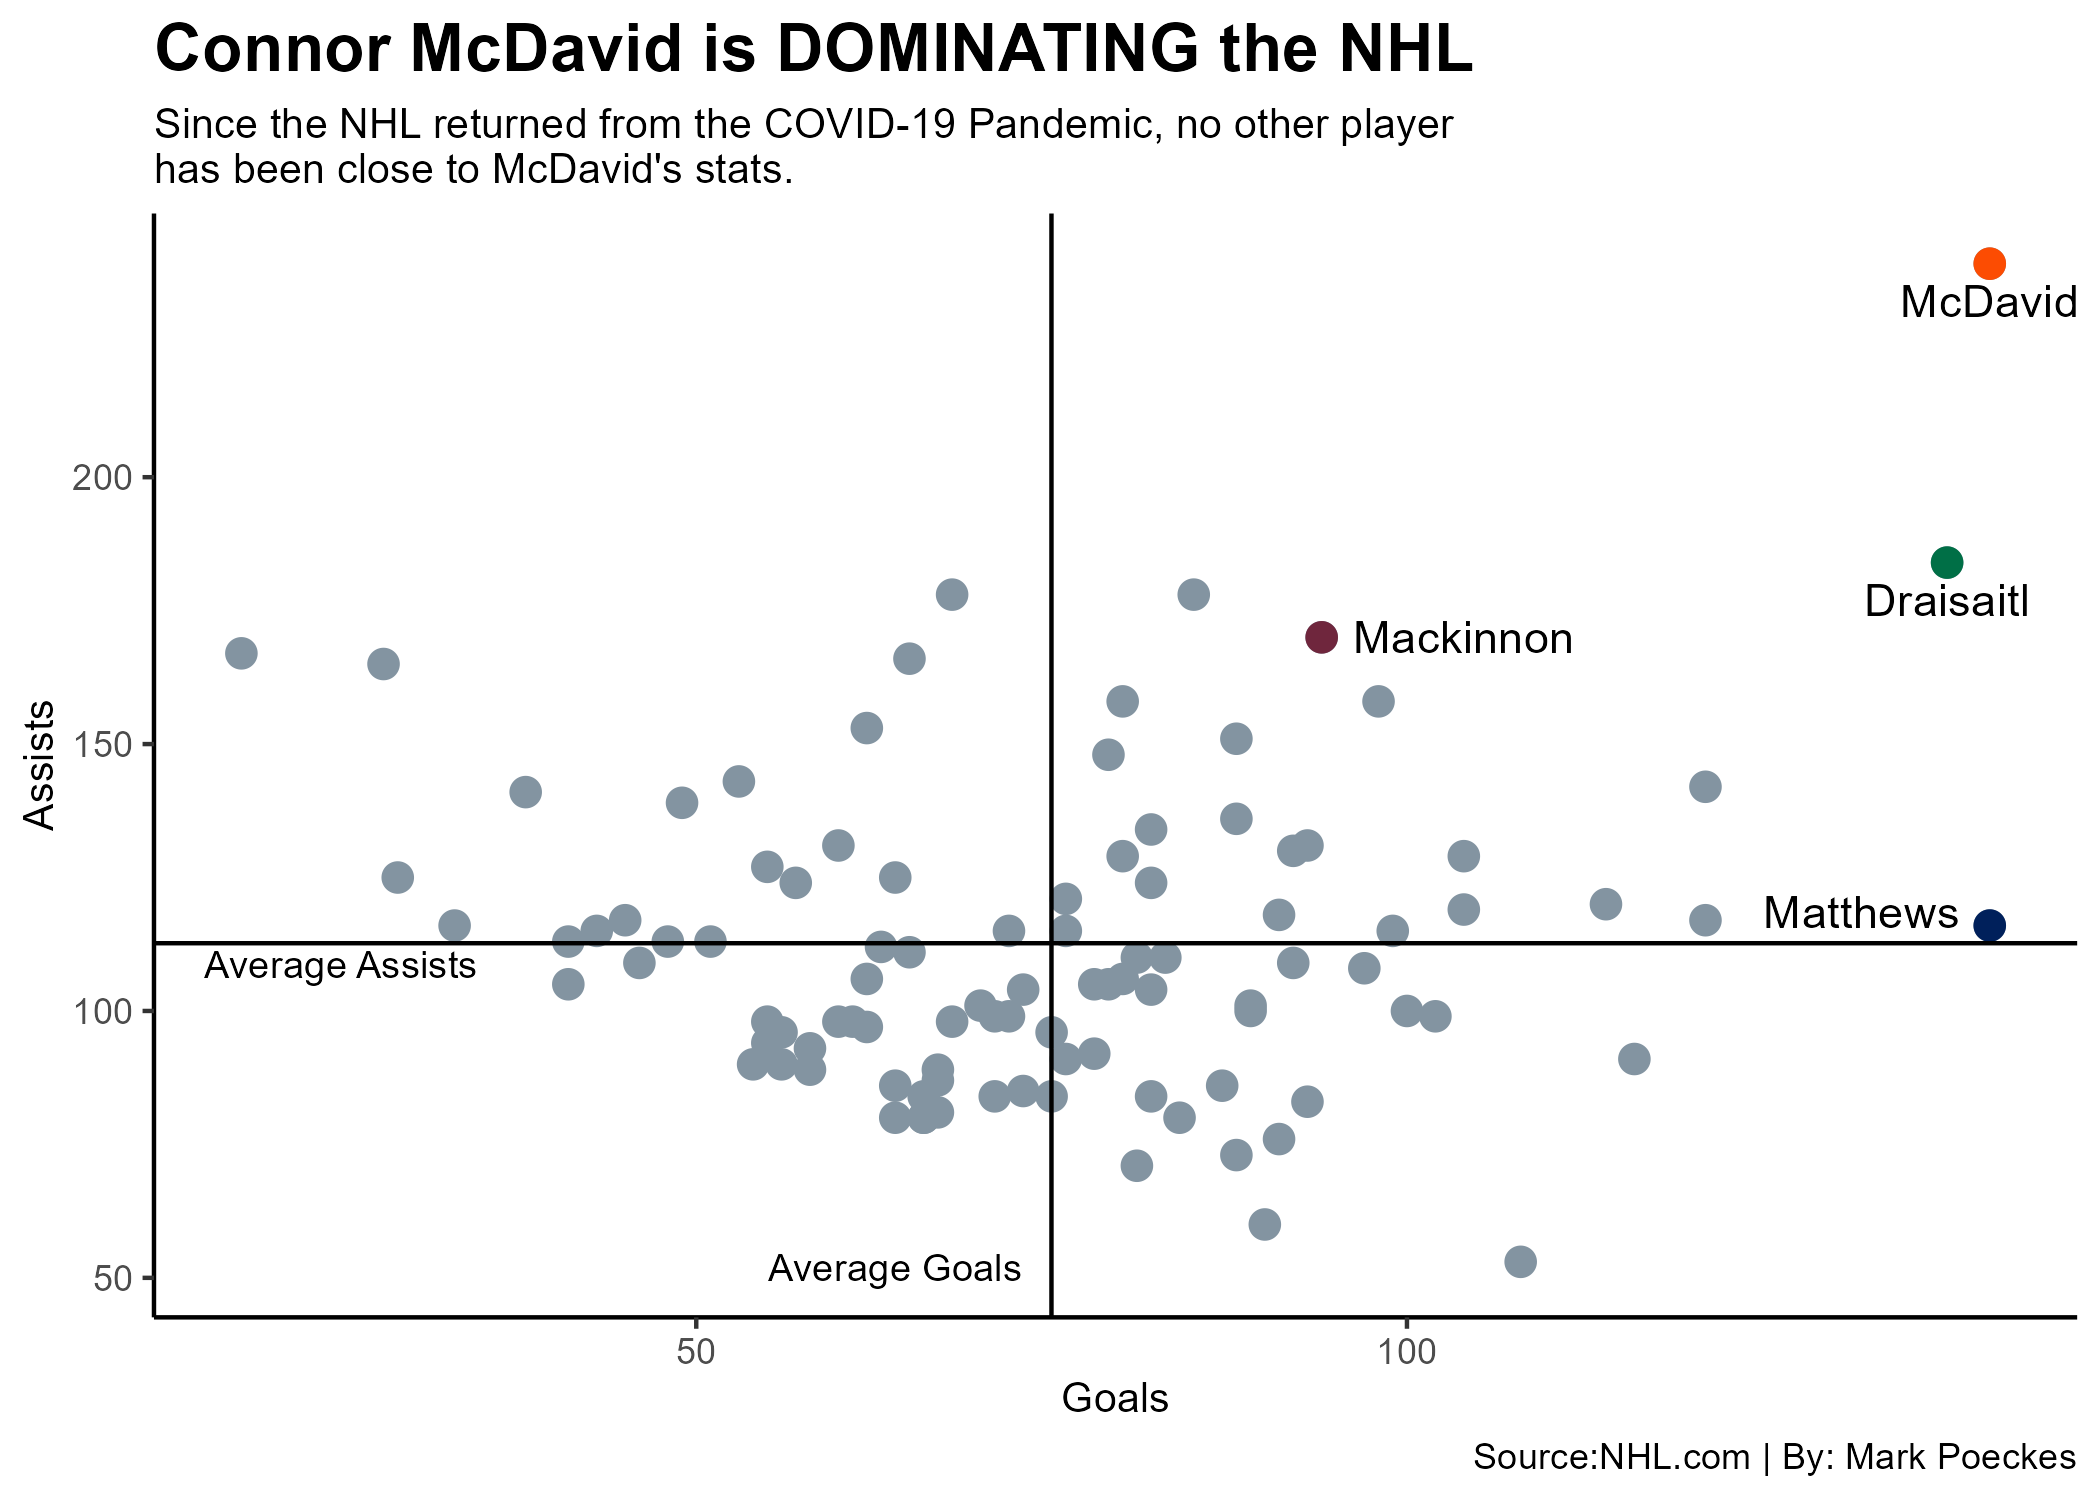 Connor McDavid is DOMINATING the NHL
Since the NHL returned from the COVID-19 Pandemic, no other player
has been close to McDavid's stats.
McDavid
200
Draisaitl
Mackinnon
Assists
150
Matthews
Average Assists
100
Average Goals
50
50
100
Goals
Source:NHL.com | By: Mark Poeckes